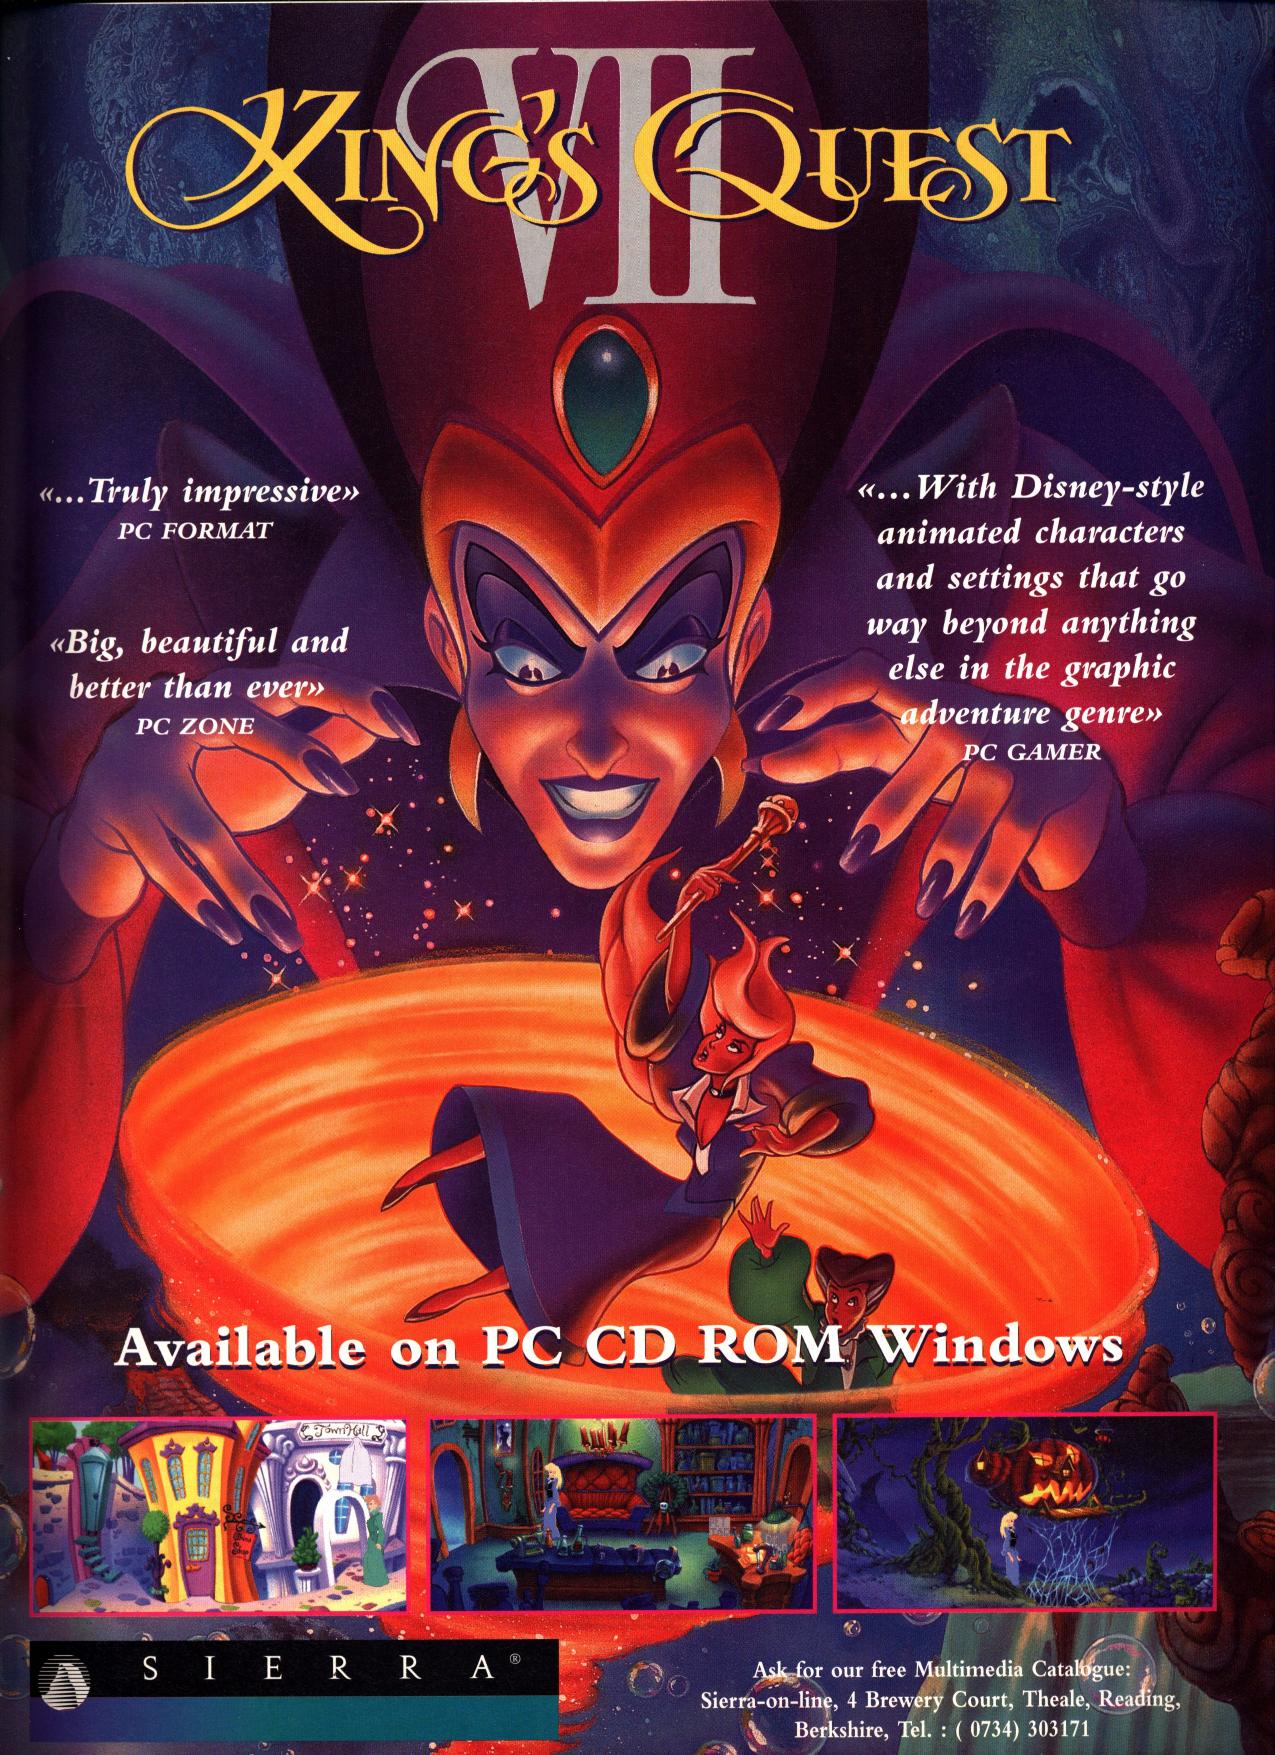 VII
KING'S QUEST
«...Truly impressive»
PC FORMAT
«Big, beautiful and
better than ever»
PC ZONE
«...With Disney-style
animated characters
and settings that go
way beyond anything
else in the graphic
adventure genre»
PC GAMER
Available on PC CD ROM Windows
Town Hall
SIERRA®
Ask for our free Multimedia Catalogue:
Sierra-on-line, 4 Brewery Court, Theale, Reading,
Berkshire, Tel. : ( 0734) 303171